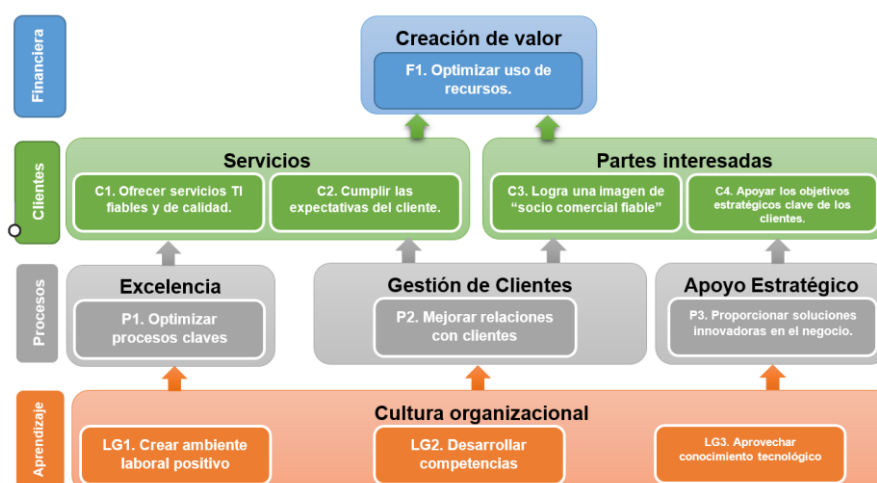 Financiera
Creación de valor
F1. Optimizar uso de
recursos.
Clientes
Servicios
C1. Ofrecer servicios TI
fiables y de calidad.
C2. Cumplir las
expectativas del cliente.
Partes interesadas
C3. Logra una imagen de
“socio comercial fiable”
C4. Apoyar los objetivos
estratégicos clave de los
clientes.
Procesos
Excelencia
P1. Optimizar
procesos claves
Gestión de Clientes
P2. Mejorar relaciones
con clientes
Apoyo Estratégico
P3. Proporcionar soluciones
innovadoras en el negocio.
Aprendizaje
Cultura organizacional
LG1. Crear ambiente
laboral positivo
LG2. Desarrollar
competencias
LG3. Aprovechar
conocimiento tecnológico